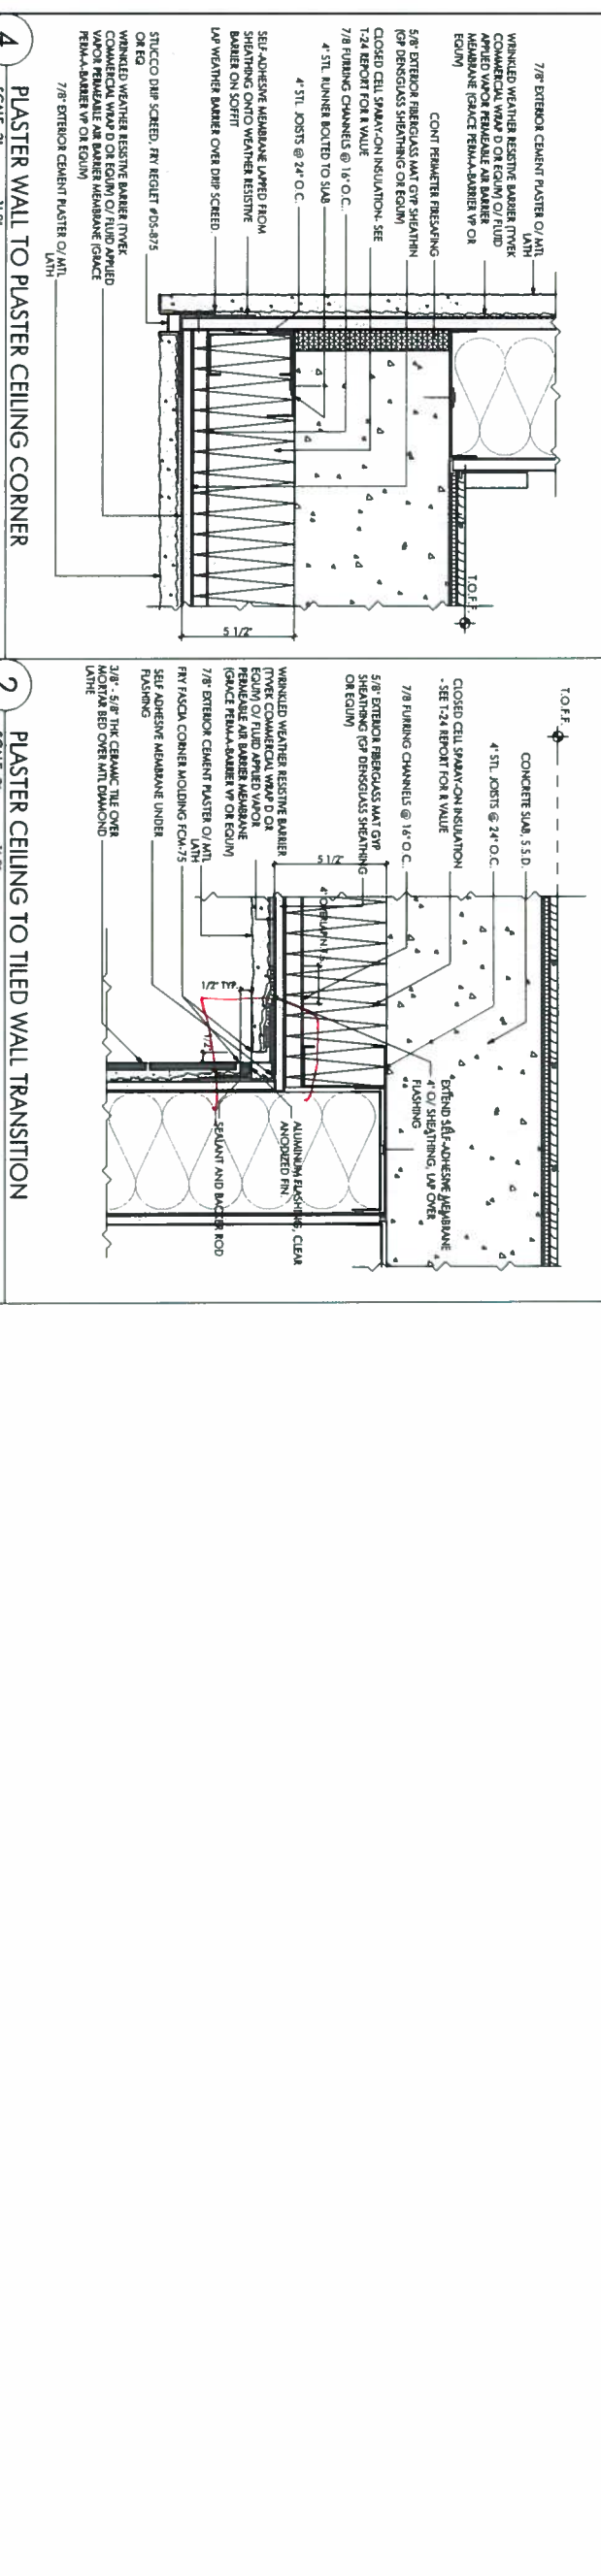 7/8" EXTERIOR CEMENT PLASTER O/ MTL
LATH
WRINKLED WEATHER RESISTIVE BARRIER (TYVEK
COMMERCIAL WRAP D OR EQUIV) O/ FLUID
APPLIED VAPOR PERMEABLE AIR BARRIER
MEMBRANE (GRACE PERM-A-BARRIER VP OR
EQUIV)
CONT PERIMETER FIRESAFING
5/8" EXTERIOR FIBERGLASS MAT GYP SHEATHIN
(GP DENSGLASS SHEATHING OR EQUIV)
CLOSED CELL SPARAY-ON INSULATION- SEE
T-24 REPORT FOR R VALUE
7/8 FURRING CHANNELS @ 16" O.C.
4" STL. RUNNER BOLTED TO SLAB
4" STL. JOISTS @ 24" O.C.
SELF-ADHESIVE MEMBRANE LAPPED FROM
SHEATHING ONTO WEATHER RESISTIVE
BARRIER ON SOFFIT
LAP WEATHER BARRIER OVER DRIP SCREED
STUCCO DRIP SCREED, FRY REGLET #DS-875
OR EQ
WRINKLED WEATHER RESISTIVE BARRIER (TYVEK
COMMERCIAL WRAP D OR EQUIV) O/ FLUID APPLIED
VAPOR PERMEABLE AIR BARRIER MEMBRANE (GRACE
PERM-A-BARRIER VP OR EQUIV)
7/8" EXTERIOR CEMENT PLASTER O/ MTL
LATH
T.O.F.F.
5 1/2"
4
PLASTER WALL TO PLASTER CEILING CORNER
T.O.F.F.
CONCRETE SLAB, S.S.D.
4" STL. JOISTS @ 24" O.C.
CLOSED CELL SPARAY-ON INSULATION
- SEE T-24 REPORT FOR R VALUE
7/8 FURRING CHANNELS @ 16" O.C.
5/8" EXTERIOR FIBERGLASS MAT GYP
SHEATHING (GP DENSGLASS SHEATHING
OR EQUIV)
WRINKLED WEATHER RESISTIVE BARRIER
(TYVEK COMMERCIAL WRAP D OR
EQUIV) O/ FLUID APPLIED VAPOR
PERMEABLE AIR BARRIER MEMBRANE
(GRACE PERM-A-BARRIER VP OR EQUIV)
7/8" EXTERIOR CEMENT PLASTER O/ MTL
LATH
FRY FASCIA CORNER MOLDING FCM-75
SELF ADHESIVE MEMBRANE UNDER
FLASHING
3/8" - 5/8" THK CERAMIC TILE OVER
MORTAR BED OVER MTL DIAMOND
LATHE
5 1/2"
1/2" TYP.
1/2"
EXTEND SELF-ADHESIVE MEMBRANE
4" O/ SHEATHING, LAP OVER
FLASHING
ALUMINUM FLASHING, CLEAR
ANODIZED FIN.
SEALANT AND BACKER ROD
2
PLASTER CEILING TO TILED WALL TRANSITION